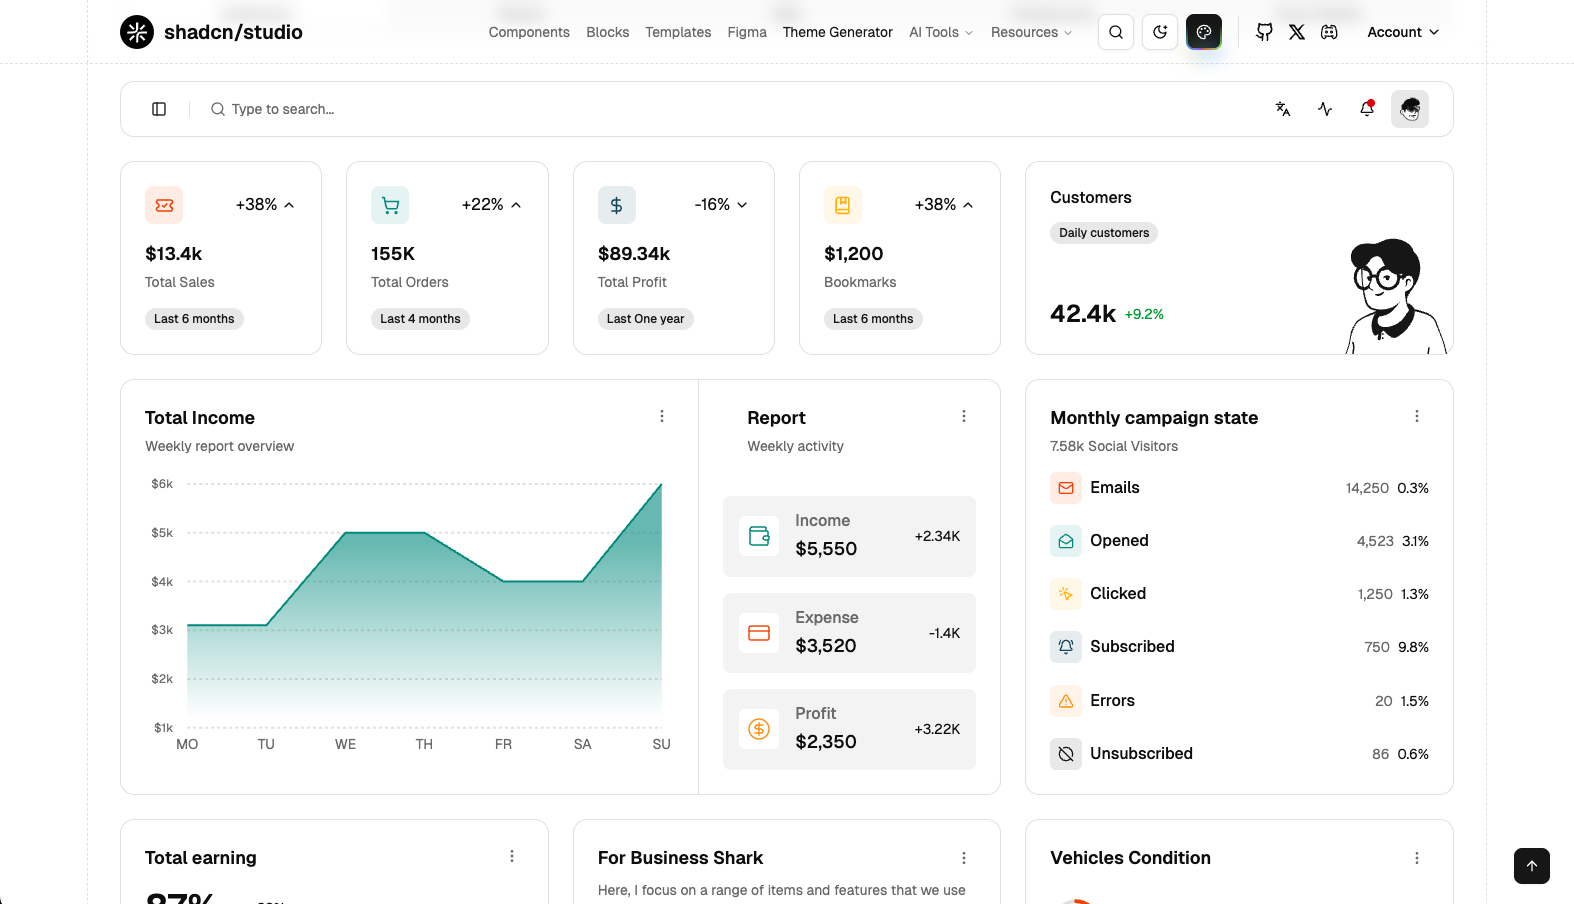 shadcn/studio
Components Blocks Templates Figma Theme Generator AI Tools Resources Account
Type to search...
+38%
$13.4k
Total Sales
Last 6 months
+22%
155K
Total Orders
Last 4 months
-16%
$89.34k
Total Profit
Last One year
+38%
$1,200
Bookmarks
Last 6 months
Customers
Daily customers
42.4k +9.2%
Total Income
Weekly report overview
$6k
$5k
$4k
$3k
$2k
$1k
MO TU WE TH FR SA SU
Report
Weekly activity
Income
$5,550
+2.34K
Expense
$3,520
-1.4K
Profit
$2,350
+3.22K
Monthly campaign state
7.58k Social Visitors
Emails 14,250 0.3%
Opened 4,523 3.1%
Clicked 1,250 1.3%
Subscribed 750 9.8%
Errors 20 1.5%
Unsubscribed 86 0.6%
Total earning
87%
For Business Shark
Here, I focus on a range of items and features that we use
Vehicles Condition